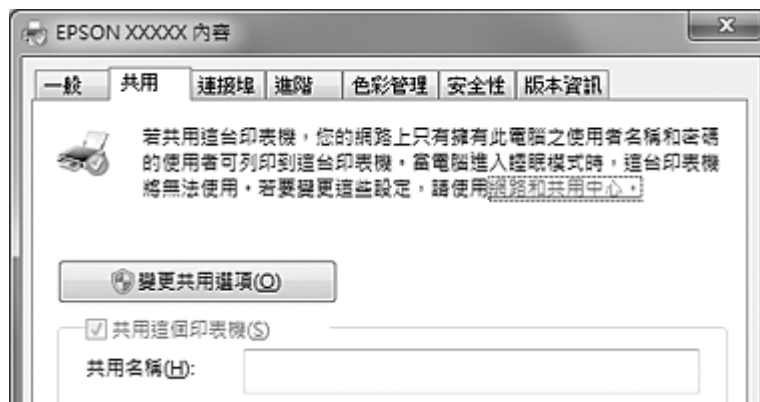 EPSON XXXXX 內容
一般 共用 連接埠 進階 色彩管理 安全性 版本資訊
若共用這台印表機，您的網路上只有擁有此電腦之使用者名稱和密碼
的使用者可列印到這台印表機。當電腦進入睡眠模式時，這台印表機
將無法使用。若要變更這些設定，請使用網路和共用中心。
變更共用選項(O)
共用這個印表機(S)
共用名稱(H):